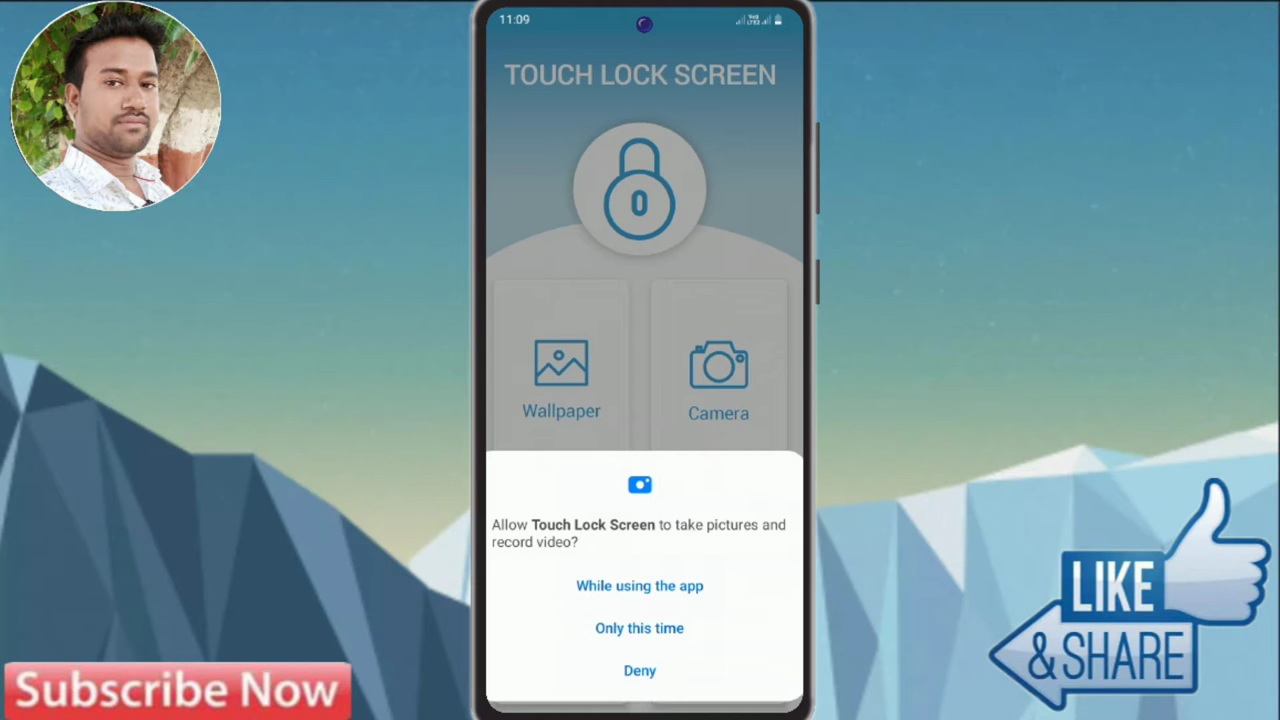 11:09
TOUCH LOCK SCREEN
Wallpaper
Camera
Allow Touch Lock Screen to take pictures and
record video?
While using the app
Only this time
Deny
Subscribe Now
LIKE
& SHARE